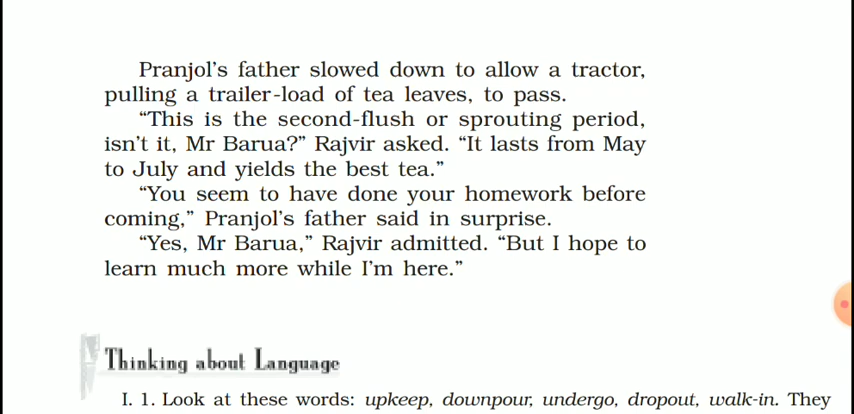 Pranjol's father slowed down to allow a tractor,
pulling a trailer-load of tea leaves, to pass.
“This is the second-flush or sprouting period,
isn't it, Mr Barua?” Rajvir asked. “It lasts from May
to July and yields the best tea.”
“You seem to have done your homework before
coming,” Pranjol's father said in surprise.
“Yes, Mr Barua,” Rajvir admitted. “But I hope to
learn much more while I'm here.”
Thinking about Language
I. 1. Look at these words: upkeep, downpour, undergo, dropout, walk-in. They